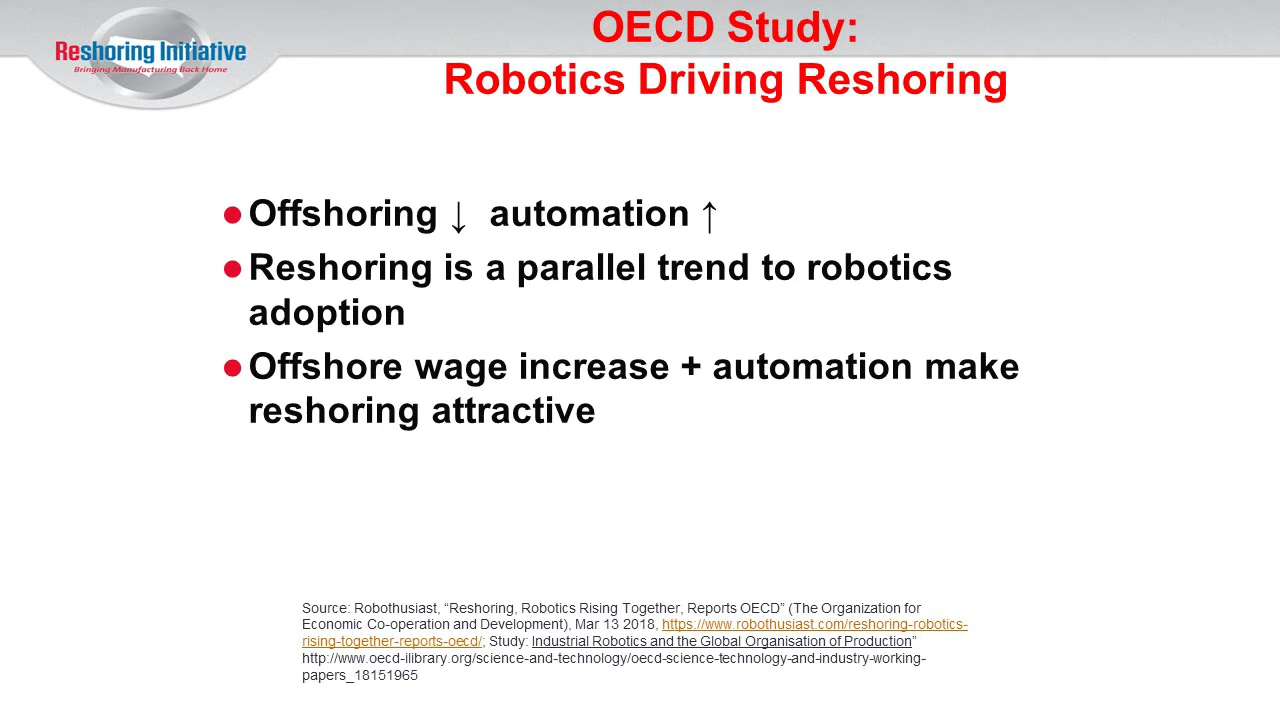 Reshoring Initiative
Bringing Manufacturing Back Home
OECD Study:
Robotics Driving Reshoring
●Offshoring ↓ automation ↑
●Reshoring is a parallel trend to robotics
adoption
●Offshore wage increase + automation make
reshoring attractive
Source: Robothusiast, “Reshoring, Robotics Rising Together, Reports OECD” (The Organization for
Economic Co-operation and Development), Mar 13 2018, https://www.robothusiast.com/reshoring-robotics-
rising-together-reports-oecd/; Study: Industrial Robotics and the Global Organisation of Production”
http://www.oecd-ilibrary.org/science-and-technology/oecd-science-technology-and-industry-working-
papers_18151965